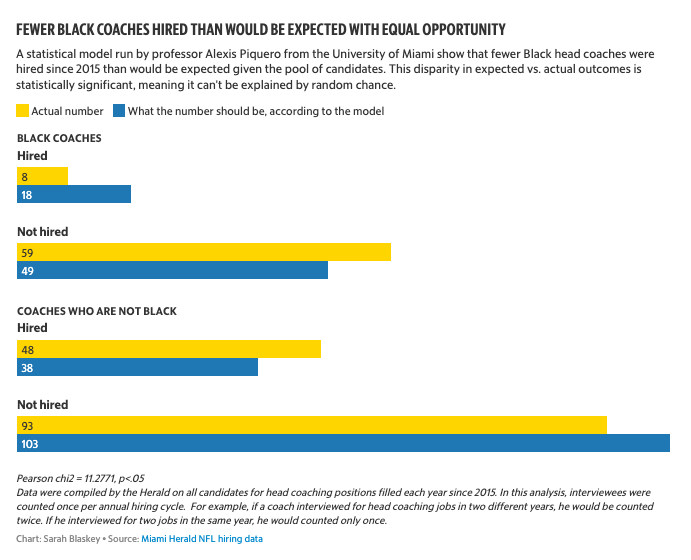 FEWER BLACK COACHES HIRED THAN WOULD BE EXPECTED WITH EQUAL OPPORTUNITY
A statistical model run by professor Alexis Piquero from the University of Miami show that fewer Black head coaches were
hired since 2015 than would be expected given the pool of candidates. This disparity in expected vs. actual outcomes is
statistically significant, meaning it can't be explained by random chance.
Actual number What the number should be, according to the model
BLACK COACHES
Hired
8
18
Not hired
59
49
COACHES WHO ARE NOT BLACK
Hired
48
38
Not hired
93
103
Pearson chi2 = 11.2771, p<.05
Data were compiled by the Herald on all candidates for head coaching positions filled each year since 2015. In this analysis, interviewees were
counted once per annual hiring cycle. For example, if a coach interviewed for head coaching jobs in two different years, he would be counted
twice. If he interviewed for two jobs in the same year, he would counted only once.
Chart: Sarah Blaskey • Source: Miami Herald NFL hiring data